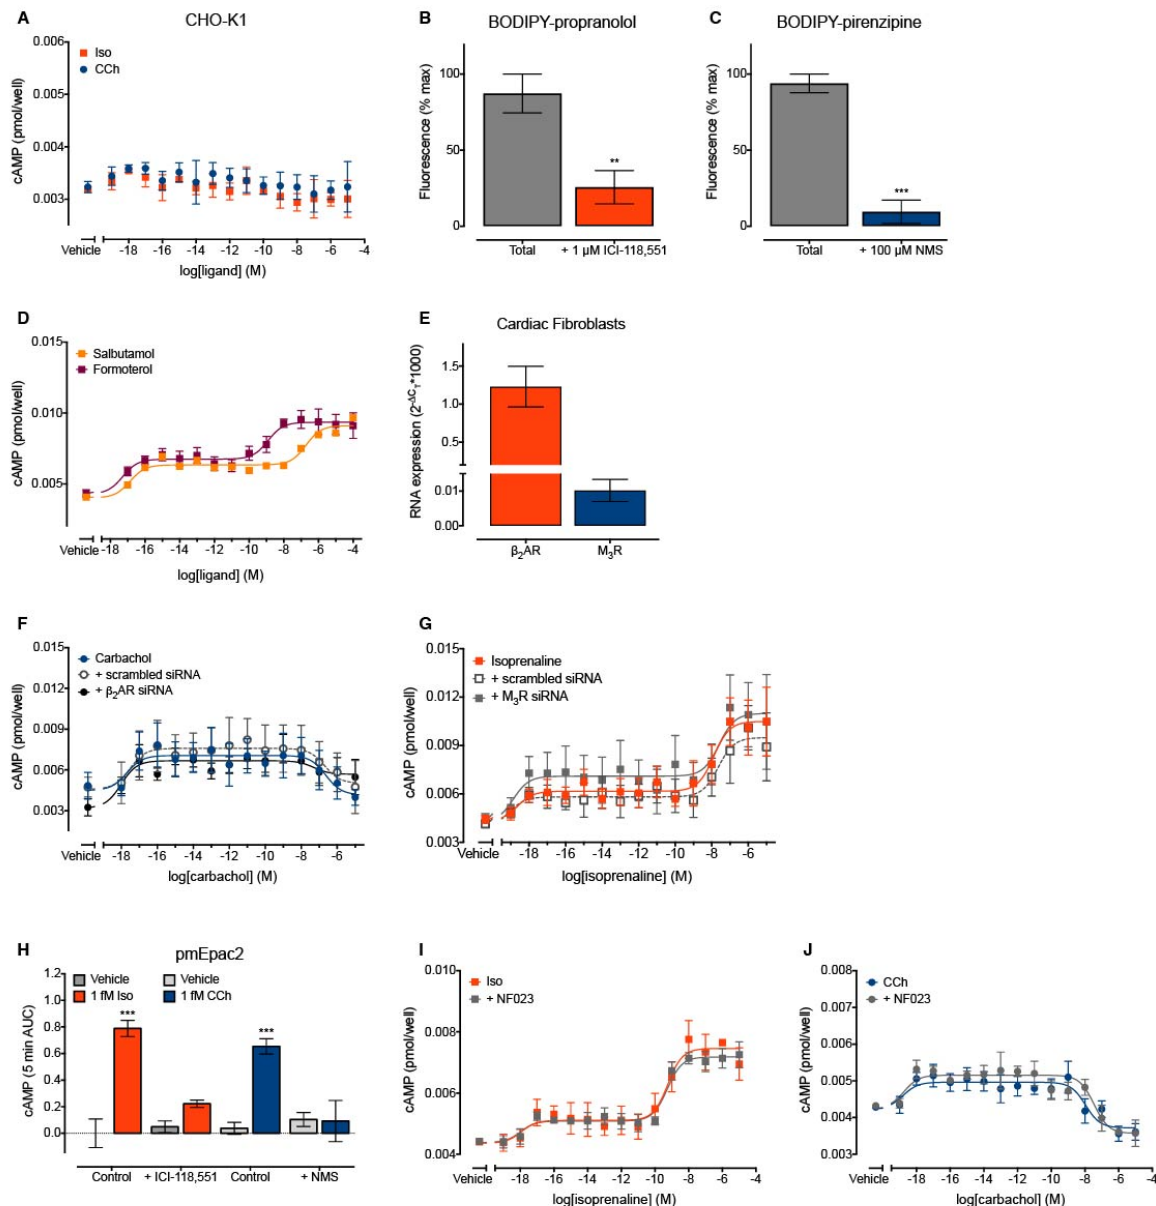 A
CHO-K1
Iso
CCh
cAMP (pmol/well)
0.006
0.005
0.004
0.003
Vehicle -18 -16 -14 -12 -10 -8 -6 -4
log[ligand] (M)
B
BODIPY-propranolol
Fluorescence (% max)
100
50
0
**
Total + 1 µM ICI-118,551
C
BODIPY-pirenzipine
Fluorescence (% max)
100
50
0
***
Total + 100 µM NMS
D
Salbutamol
Formoterol
cAMP (pmol/well)
0.015
0.010
0.005
Vehicle -18 -16 -14 -12 -10 -8 -6 -4
log[ligand] (M)
E
Cardiac Fibroblasts
RNA expression (2^-ΔC_T*1000)
1.5
1.0
0.5
0.01
0.00
β₂AR M₃R
F
Carbachol
+ scrambled siRNA
+ β₂AR siRNA
cAMP (pmol/well)
0.015
0.012
0.009
0.006
0.003
Vehicle -18 -16 -14 -12 -10 -8 -6
log[carbachol] (M)
G
Isoprenaline
+ scrambled siRNA
+ M₃R siRNA
cAMP (pmol/well)
0.015
0.012
0.009
0.006
0.003
Vehicle -18 -16 -14 -12 -10 -8 -6
log[isoprenaline] (M)
H
pmEpac2
Vehicle Vehicle
1 fM Iso 1 fM CCh
cAMP (5 min AUC)
1.2
1.0
0.8
0.6
0.4
0.2
0.0
*** ***
Control + ICI-118,551 Control + NMS
I
Iso
+ NF023
cAMP (pmol/well)
0.010
0.008
0.006
0.004
Vehicle -18 -16 -14 -12 -10 -8 -6 -4
log[isoprenaline] (M)
J
CCh
+ NF023
cAMP (pmol/well)
0.008
0.007
0.006
0.005
0.004
0.003
Vehicle -18 -16 -14 -12 -10 -8 -6 -4
log[carbachol] (M)